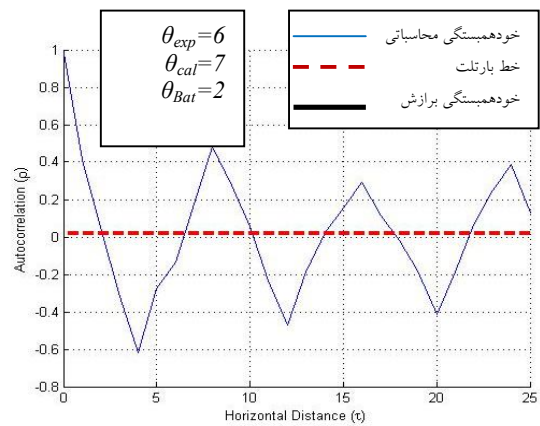 θexp=6
θcal=7
θBat=2
خودهمبستگی محاسباتی
خط بارتلت
خودهمبستگی برازش
1
0.8
0.6
0.4
0.2
0
-0.2
-0.4
-0.6
-0.8
Autocorrelation (ρ)
0 5 10 15 20 25
Horizontal Distance (τ)